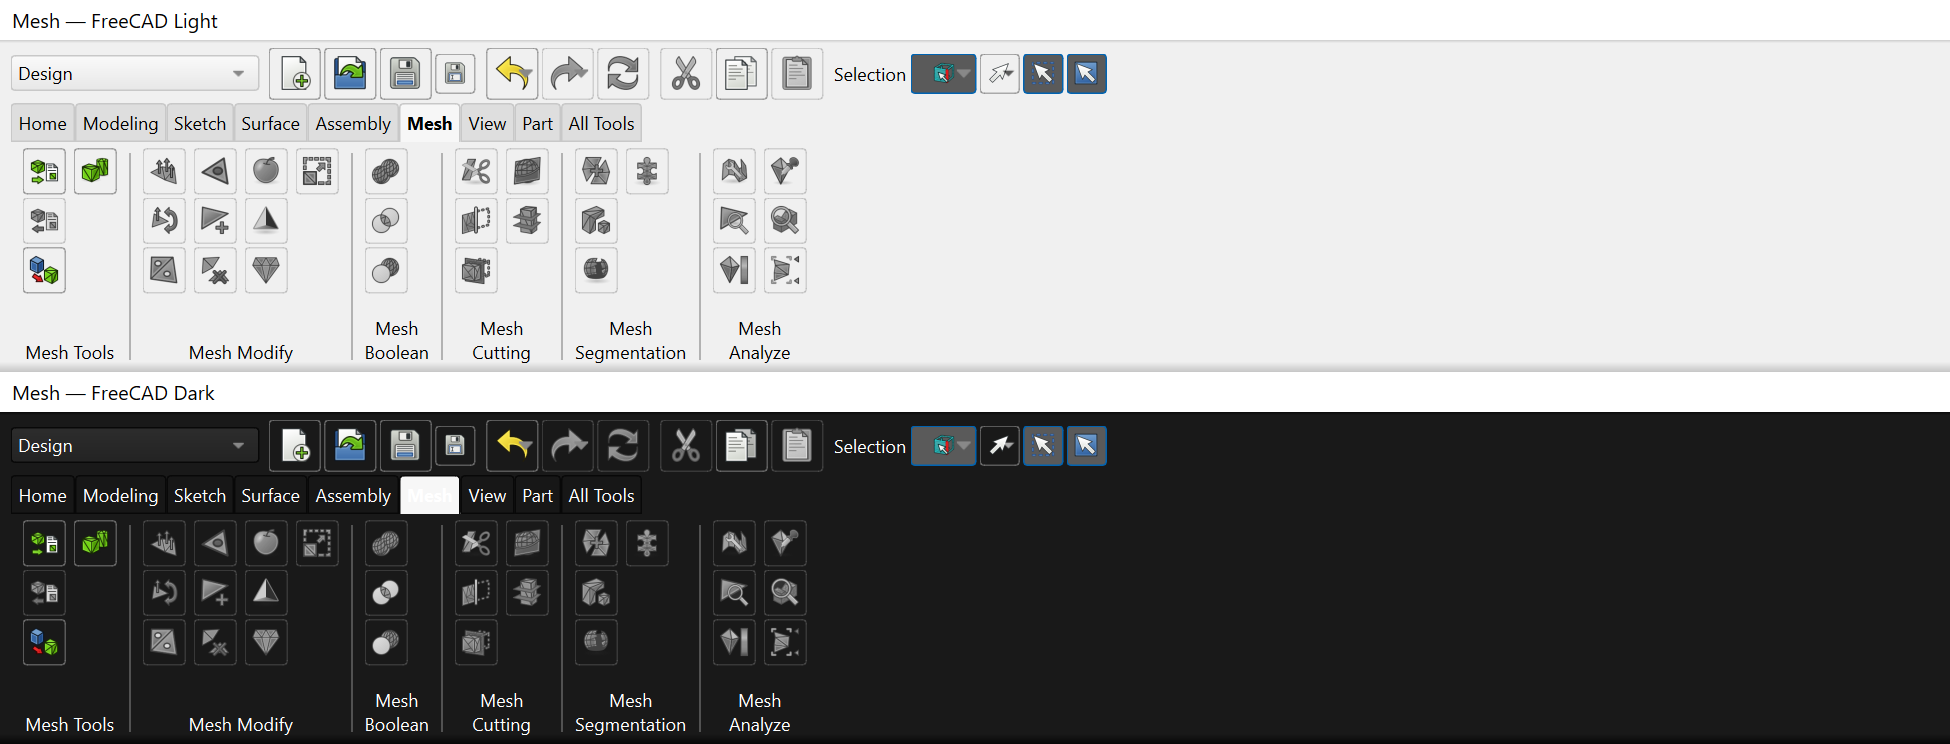 Mesh — FreeCAD Light
Design
Selection
Home Modeling Sketch Surface Assembly Mesh View Part All Tools
Mesh Tools
Mesh Modify
Mesh
Boolean
Mesh
Cutting
Mesh
Segmentation
Mesh
Analyze
Mesh — FreeCAD Dark
Design
Selection
Home Modeling Sketch Surface Assembly Mesh View Part All Tools
Mesh Tools
Mesh Modify
Mesh
Boolean
Mesh
Cutting
Mesh
Segmentation
Mesh
Analyze